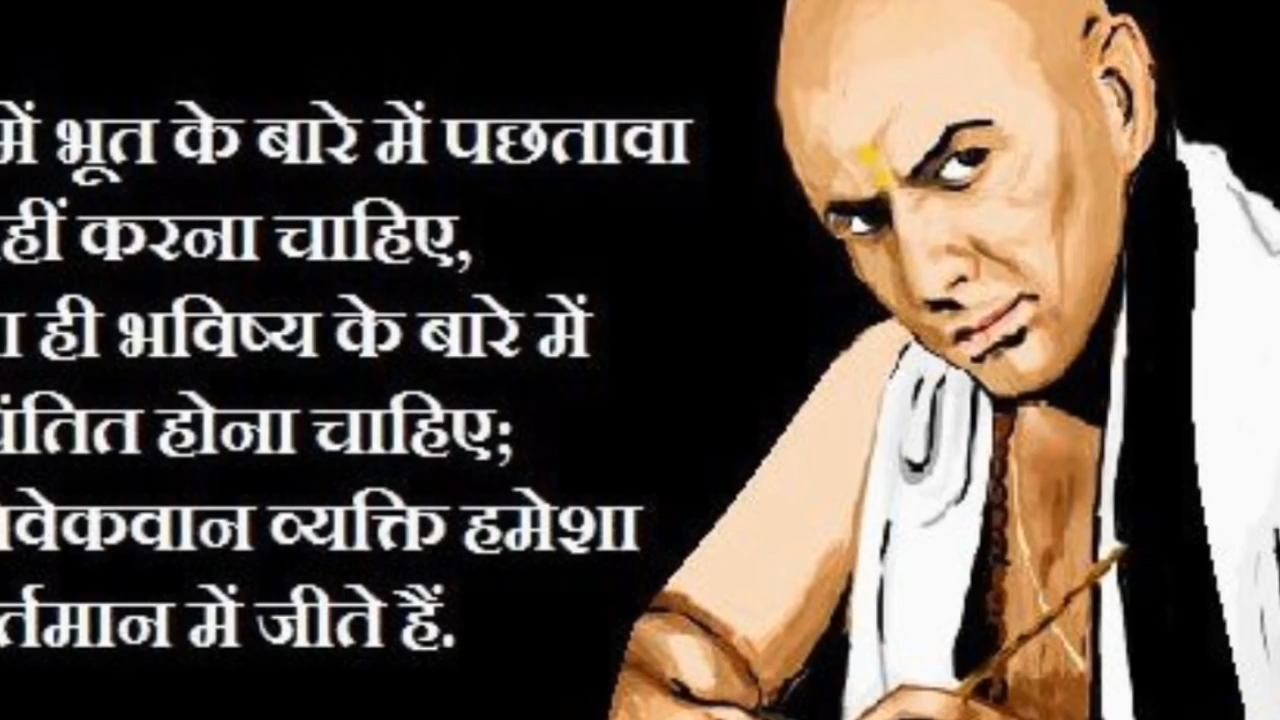 में भूत के बारे में पछतावा
करना चाहिए,
ही भविष्य के बारे में
होना चाहिए;
व्यक्ति हमेशा
में जीते हैं.